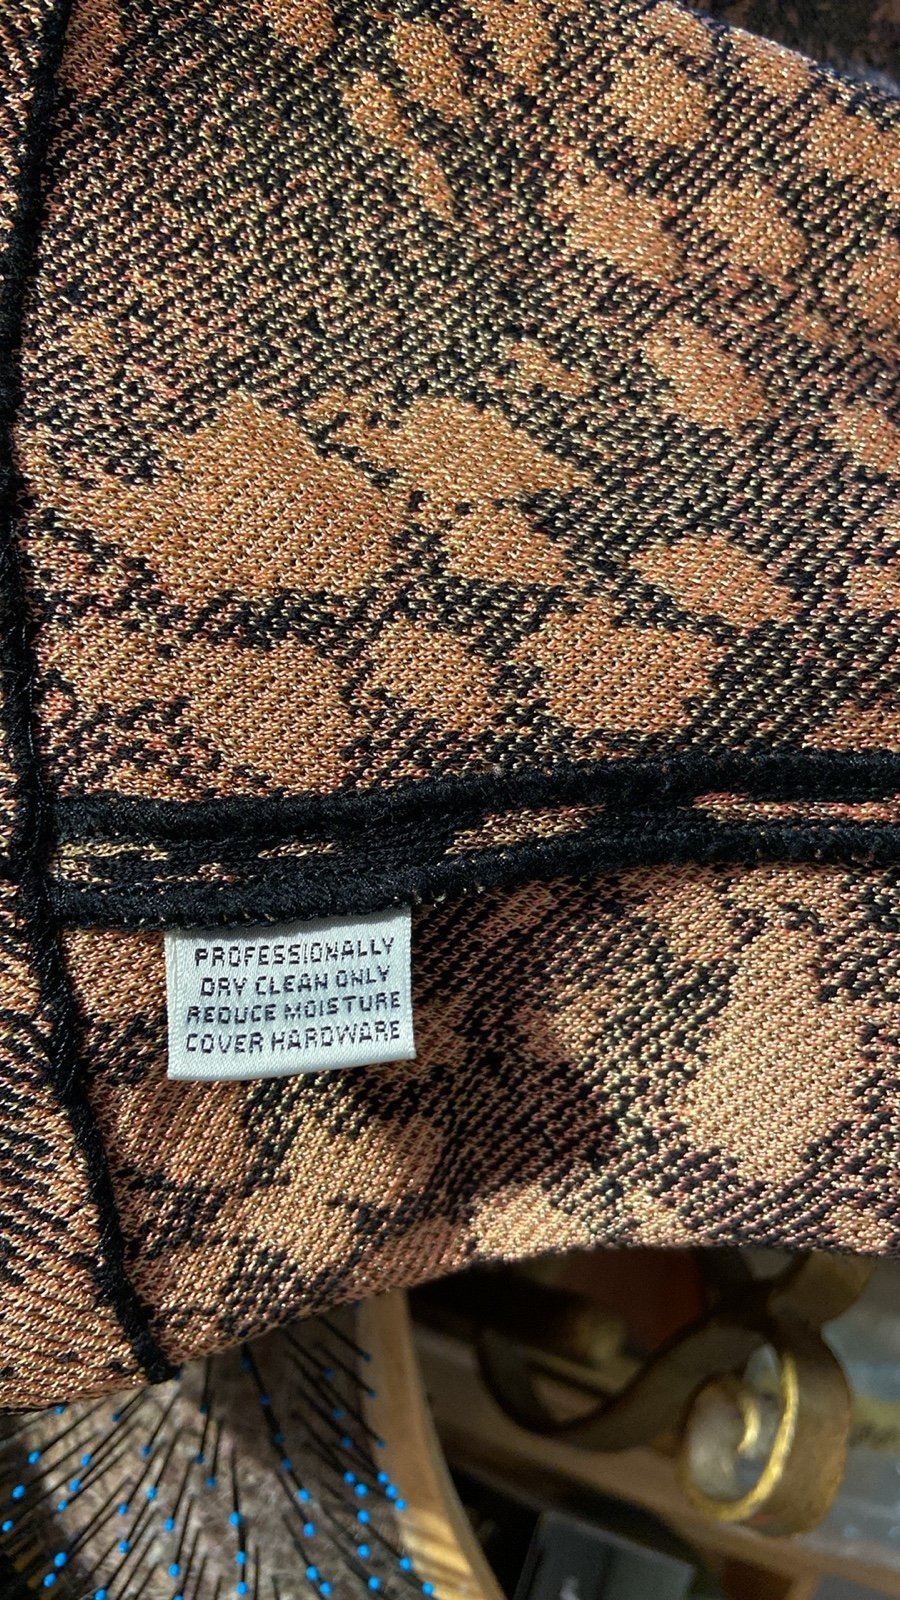 PROFESSIONALLY
DRY CLEAN ONLY
REDUCE MOISTURE
COVER HARDWARE